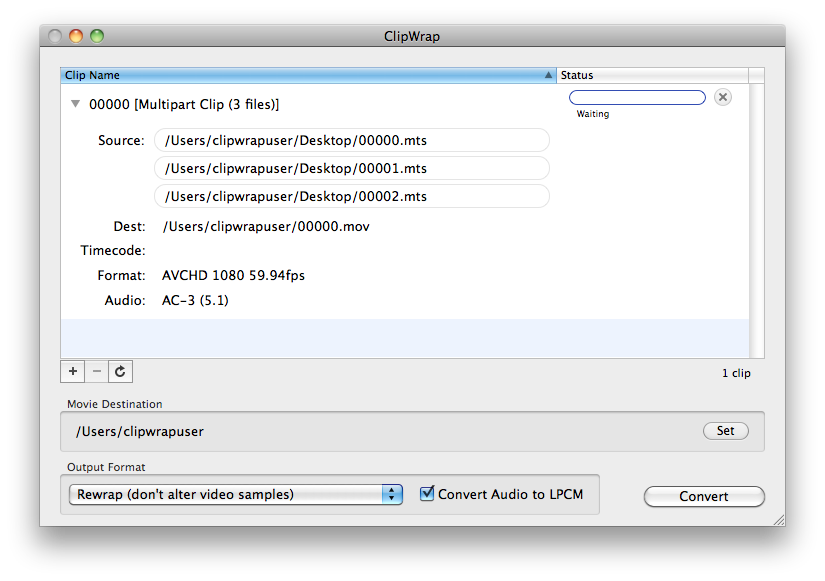 ClipWrap
Clip Name Status
00000 [Multipart Clip (3 files)]
Waiting
Source: /Users/clipwrapuser/Desktop/00000.mts
/Users/clipwrapuser/Desktop/00001.mts
/Users/clipwrapuser/Desktop/00002.mts
Dest: /Users/clipwrapuser/00000.mov
Timecode:
Format: AVCHD 1080 59.94fps
Audio: AC-3 (5.1)
1 clip
Movie Destination
/Users/clipwrapuser Set
Output Format
Rewrap (don't alter video samples) Convert Audio to LPCM Convert